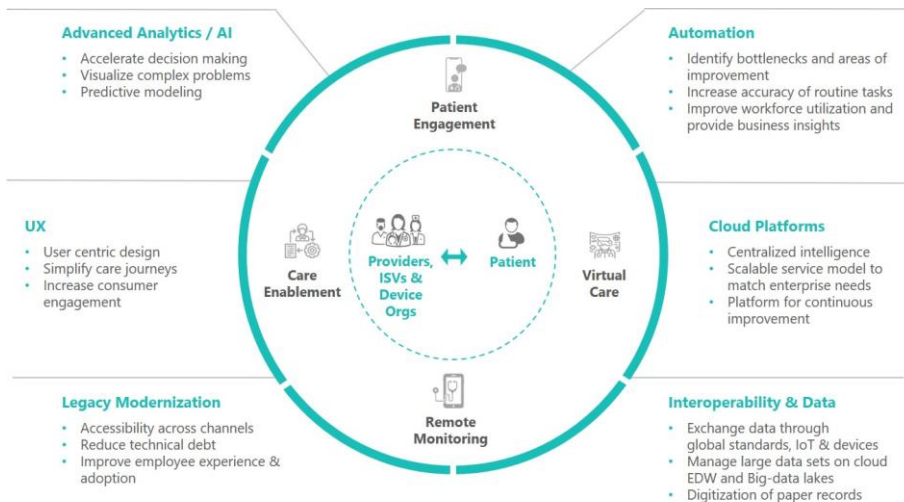 Advanced Analytics / AI
• Accelerate decision making
• Visualize complex problems
• Predictive modeling
Automation
• Identify bottlenecks and areas of
improvement
• Increase accuracy of routine tasks
• Improve workforce utilization and
provide business insights
Patient
Engagement
UX
• User centric design
• Simplify care journeys
• Increase consumer
engagement
Care
Enablement
Providers,
ISVs &
Device
Orgs
Patient
Virtual
Care
Cloud Platforms
• Centralized intelligence
• Scalable service model to
match enterprise needs
• Platform for continuous
improvement
Legacy Modernization
• Accessibility across channels
• Reduce technical debt
• Improve employee experience &
adoption
Remote
Monitoring
Interoperability & Data
• Exchange data through
global standards, IoT & devices
• Manage large data sets on cloud
EDW and Big-data lakes
• Digitization of paper records